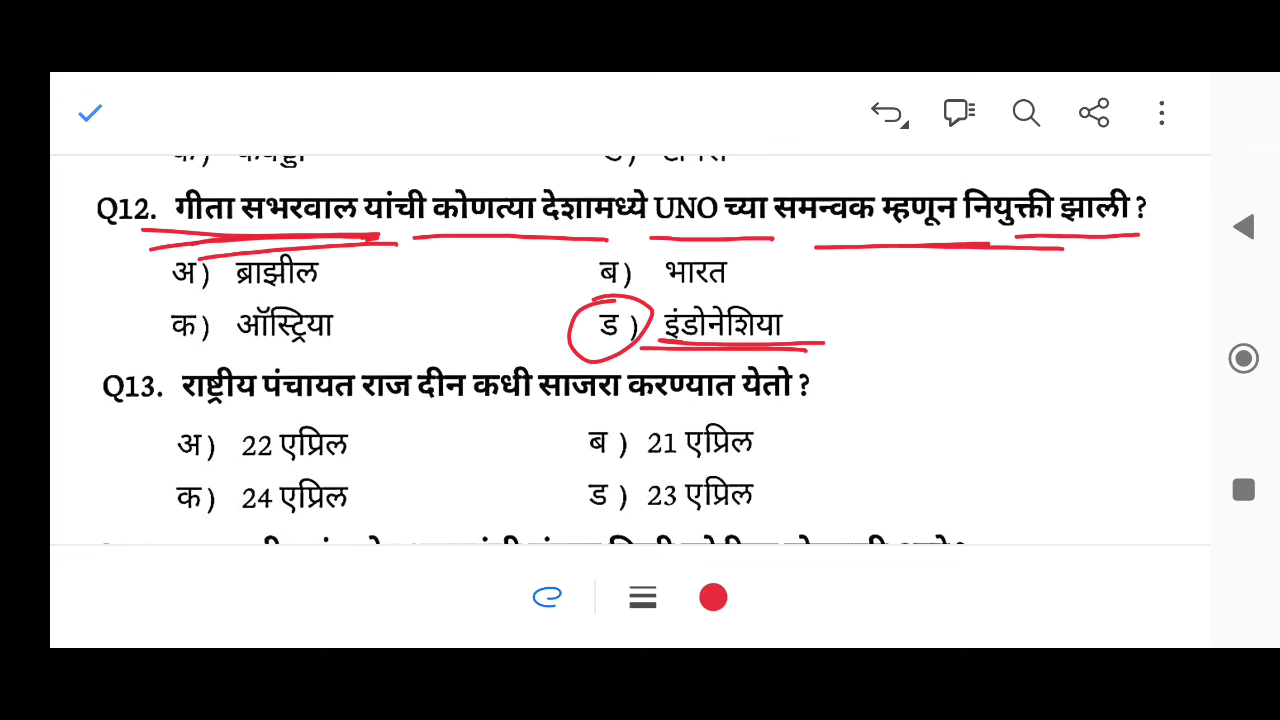 Q12. गीता सभरवाल यांची कोणत्या देशामध्ये UNO च्या समन्वक म्हणून नियुक्ती झाली ?
अ) ब्राझील ब) भारत
क) ऑस्ट्रिया ड) इंडोनेशिया
Q13. राष्ट्रीय पंचायत राज दीन कधी साजरा करण्यात येतो ?
अ) 22 एप्रिल ब ) 21 एप्रिल
क) 24 एप्रिल ड ) 23 एप्रिल